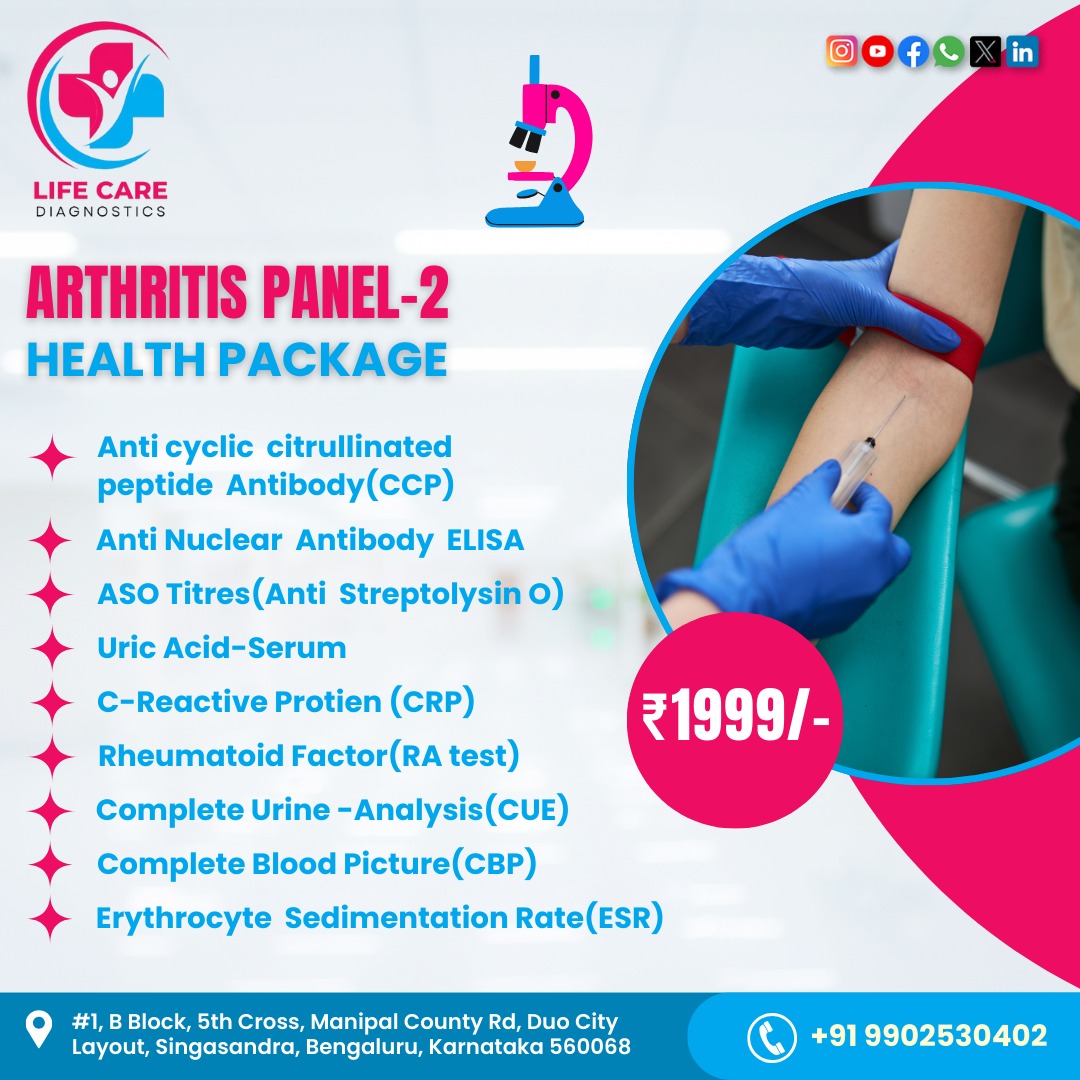 LIFE CARE
DIAGNOSTICS
ARTHRITIS PANEL-2
HEALTH PACKAGE
Anti cyclic citrullinated
peptide Antibody(CCP)
Anti Nuclear Antibody ELISA
ASO Titres(Anti Streptolysin O)
Uric Acid-Serum
C-Reactive Protien (CRP)
Rheumatoid Factor(RA test)
Complete Urine -Analysis(CUE)
Complete Blood Picture(CBP)
Erythrocyte Sedimentation Rate(ESR)
₹1999/-
#1, B Block, 5th Cross, Manipal County Rd, Duo City
Layout, Singasandra, Bengaluru, Karnataka 560068
+91 9902530402